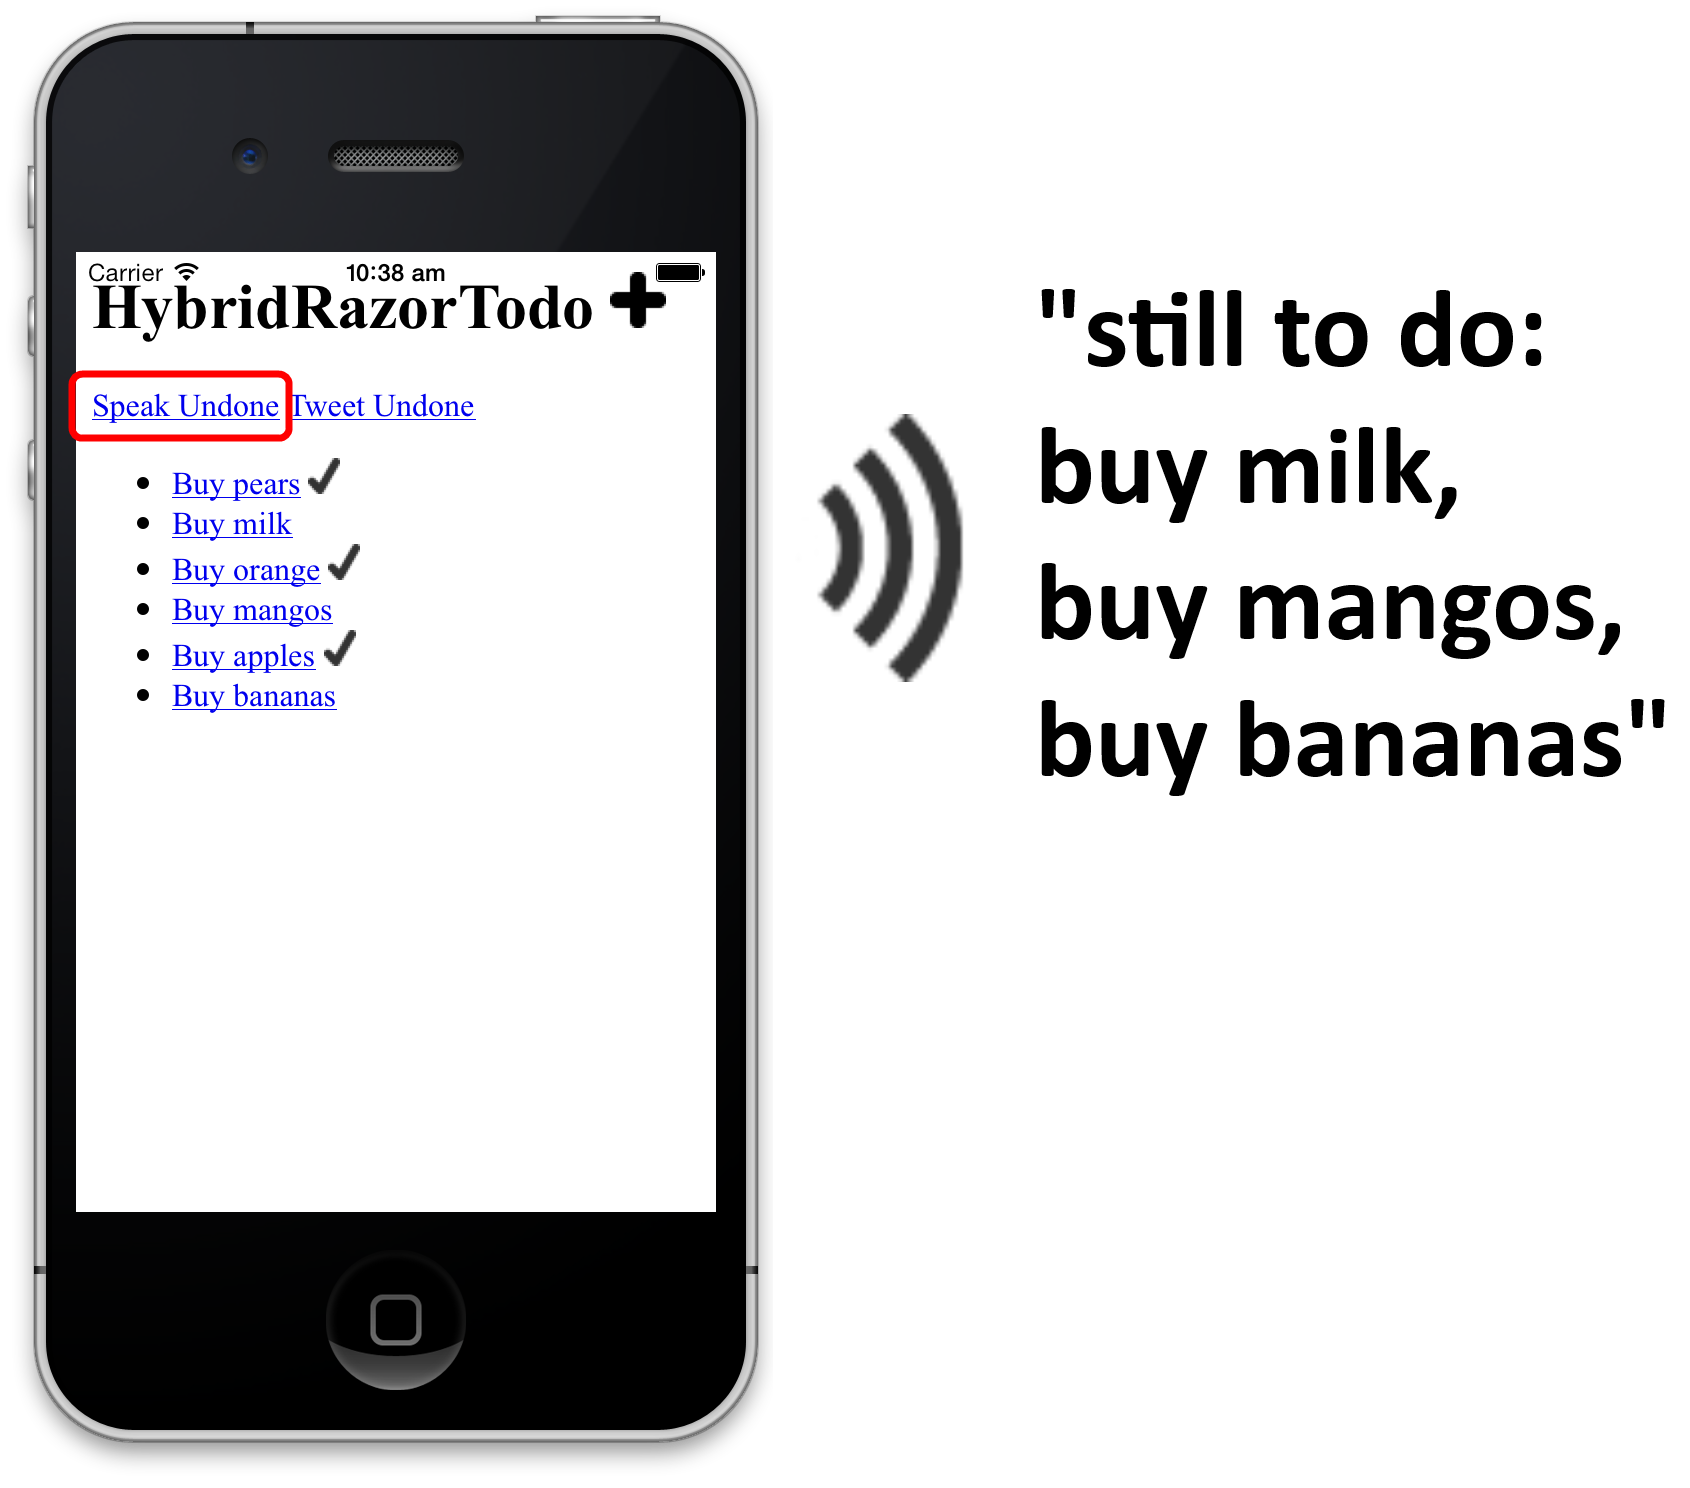 Carrier 10:38 am
HybridRazorTodo
Speak Undone Tweet Undone
Buy pears
Buy milk
Buy orange
Buy mangos
Buy apples
Buy bananas
"still to do:
buy milk,
buy mangos,
buy bananas"